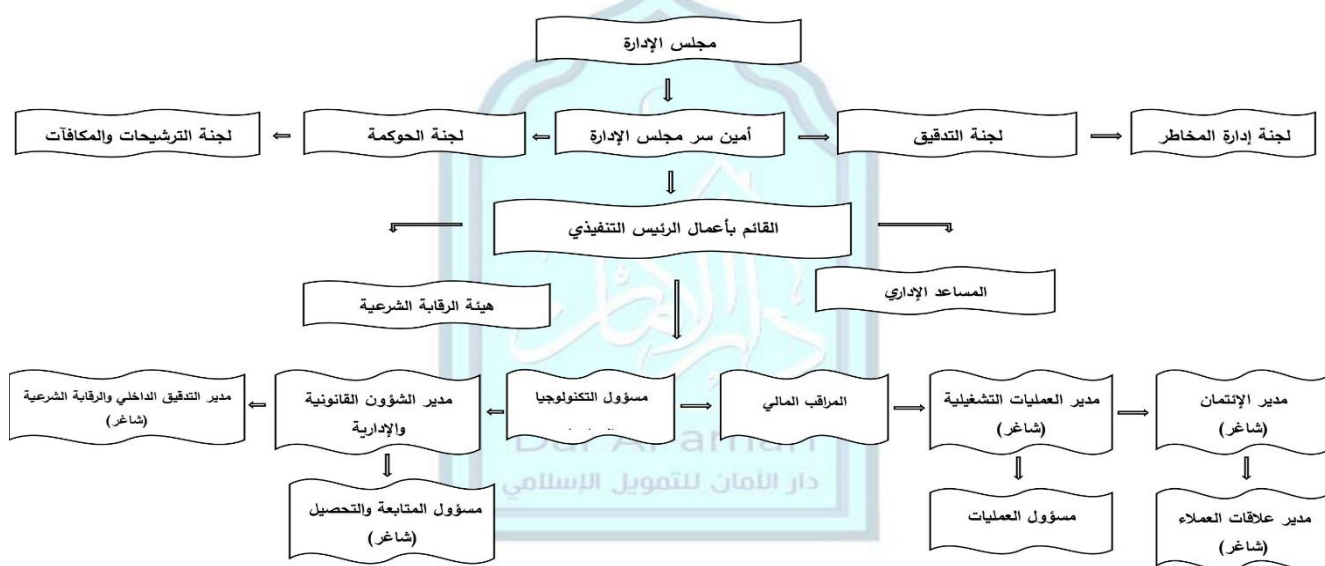 مجلس الإدارة
لجنة إدارة المخاطر
لجنة التدقيق
أمين سر مجلس الإدارة
لجنة الحوكمة
لجنة الترشيحات والمكافآت
القائم بأعمال الرئيس التنفيذي
المساعد الإداري
هيئة الرقابة الشرعية
مدير الإئتمان
(شاغر)
مدير العمليات التشغيلية
(شاغر)
المراقب المالي
مسؤول التكنولوجيا
مدير الشؤون القانونية
والإدارية
مدير التدقيق الداخلي والرقابة الشرعية
(شاغر)
دار الأمان للتمويل الإسلامي
مدير علاقات العملاء
(شاغر)
مسؤول العمليات
مسؤول المتابعة والتحصيل
(شاغر)